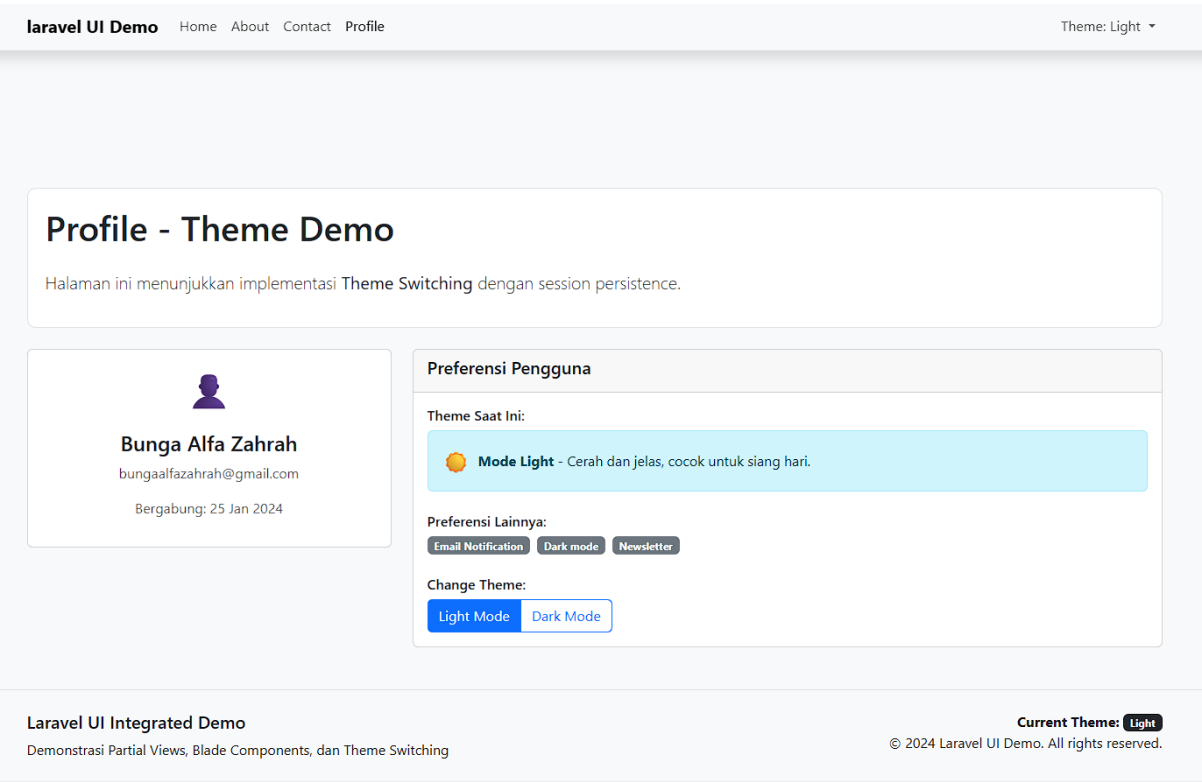 laravel UI Demo Home About Contact Profile Theme: Light
Profile - Theme Demo
Halaman ini menunjukkan implementasi Theme Switching dengan session persistence.
Bunga Alfa Zahrah
bungaalfazahrah@gmail.com
Bergabung: 25 Jan 2024
Preferensi Pengguna
Theme Saat Ini:
Mode Light - Cerah dan jelas, cocok untuk siang hari.
Preferensi Lainnya:
Email Notification Dark mode Newsletter
Change Theme:
Light Mode Dark Mode
Laravel UI Integrated Demo
Demonstrasi Partial Views, Blade Components, dan Theme Switching
Current Theme: Light
© 2024 Laravel UI Demo. All rights reserved.